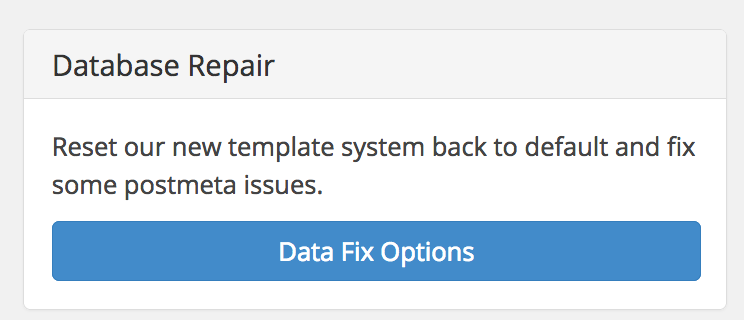 Database Repair
Reset our new template system back to default and fix
some postmeta issues.
Data Fix Options